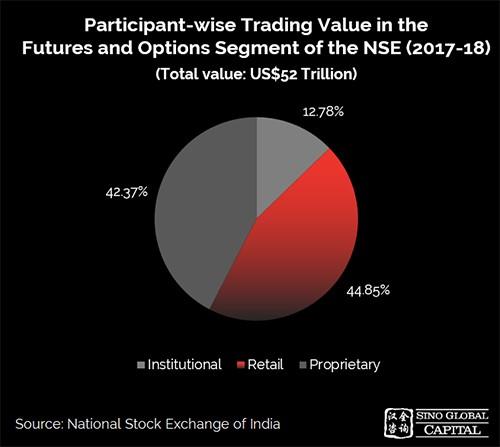 Participant-wise Trading Value in the
Futures and Options Segment of the NSE (2017-18)
(Total value: US$52 Trillion)
12.78%
42.37%
44.85%
Institutional Retail Proprietary
汉金
咨询
SINO GLOBAL
CAPITAL
Source: National Stock Exchange of India